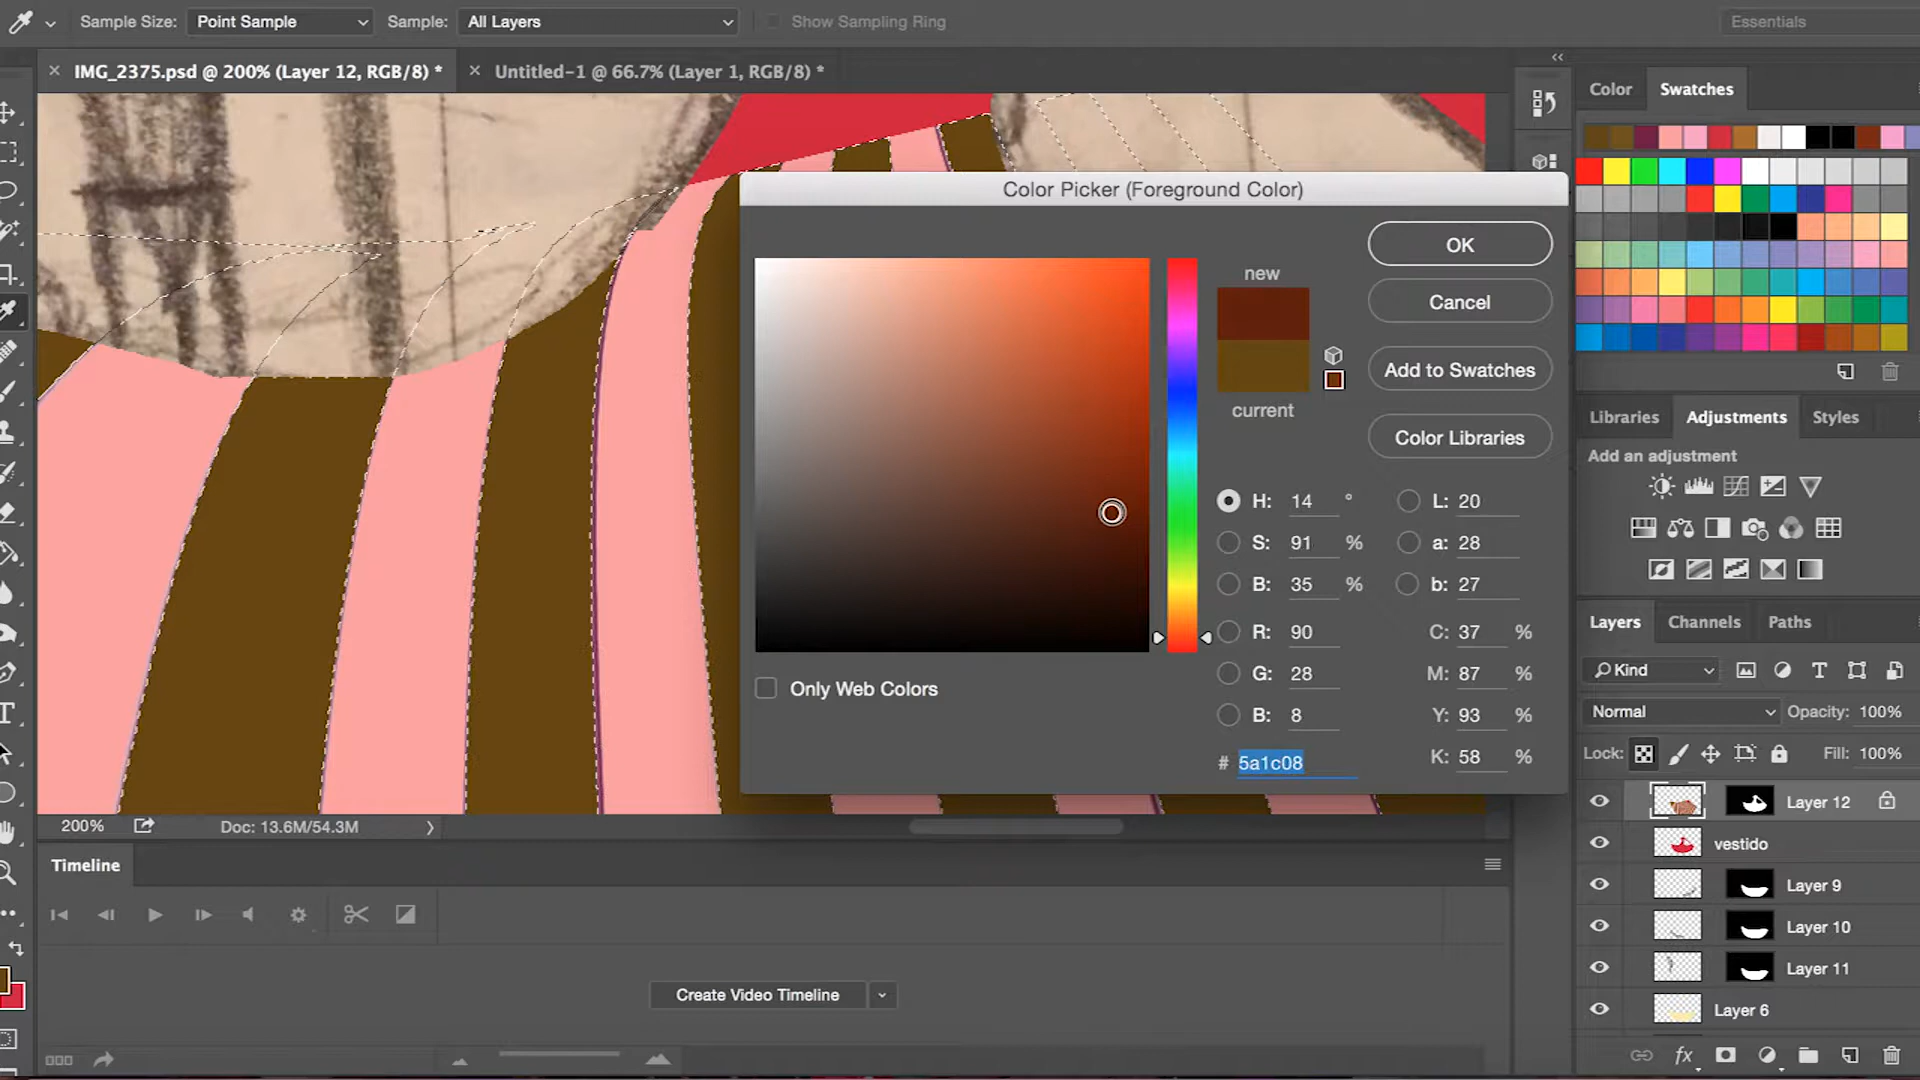 Sample Size: Point Sample Sample: All Layers Show Sampling Ring Essentials
IMG_2375.psd @ 200% (Layer 12, RGB/8) * Untitled-1 @ 66.7% (Layer 1, RGB/8) *
Color Swatches
Color Picker (Foreground Color)
OK
new
Cancel
Add to Swatches
current
Color Libraries
H: 14 ° L: 20
S: 91 % a: 28
B: 35 % b: 27
R: 90 C: 37 %
G: 28 M: 87 %
B: 8 Y: 93 %
# 5a1c08 K: 58 %
Only Web Colors
Libraries Adjustments Styles
Add an adjustment
Layers Channels Paths
Kind
Normal Opacity: 100%
Lock: Fill: 100%
Layer 12
vestido
Layer 9
Layer 10
Layer 11
Layer 6
fx
200% Doc: 13.6M/54.3M
Timeline
Create Video Timeline